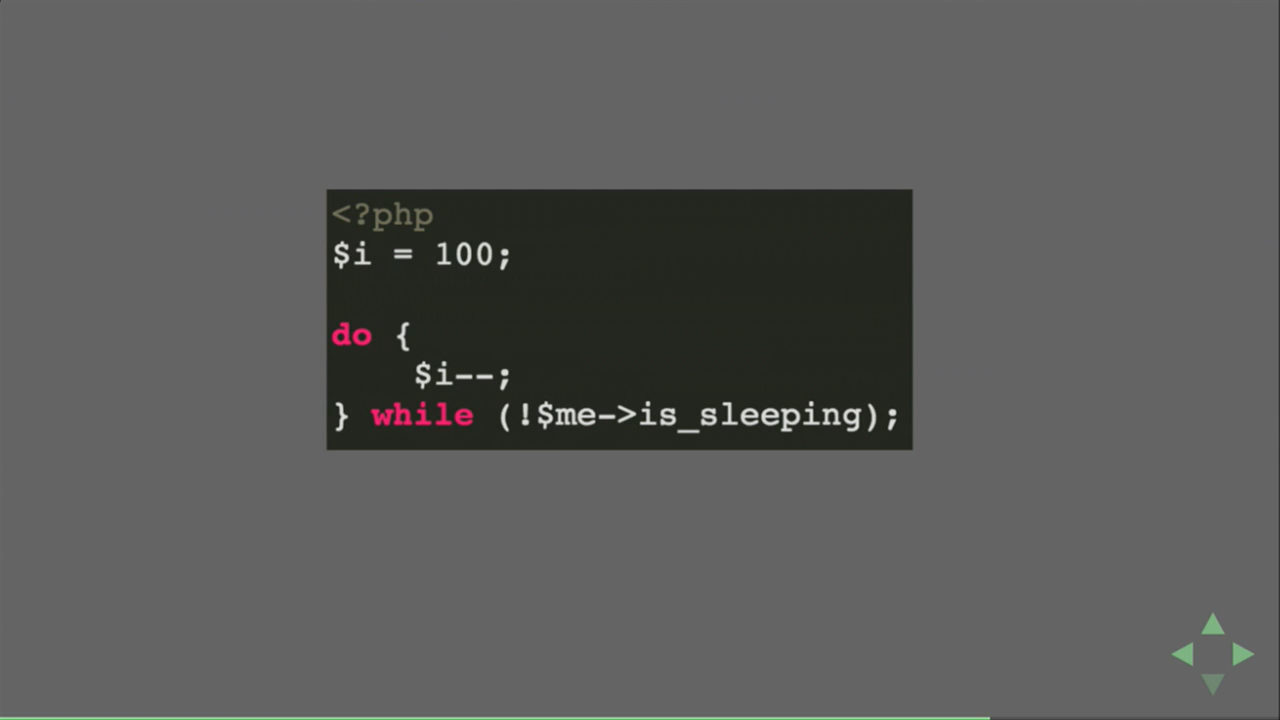 <?php
$i = 100;
do {
$i--;
} while (!$me->is_sleeping);